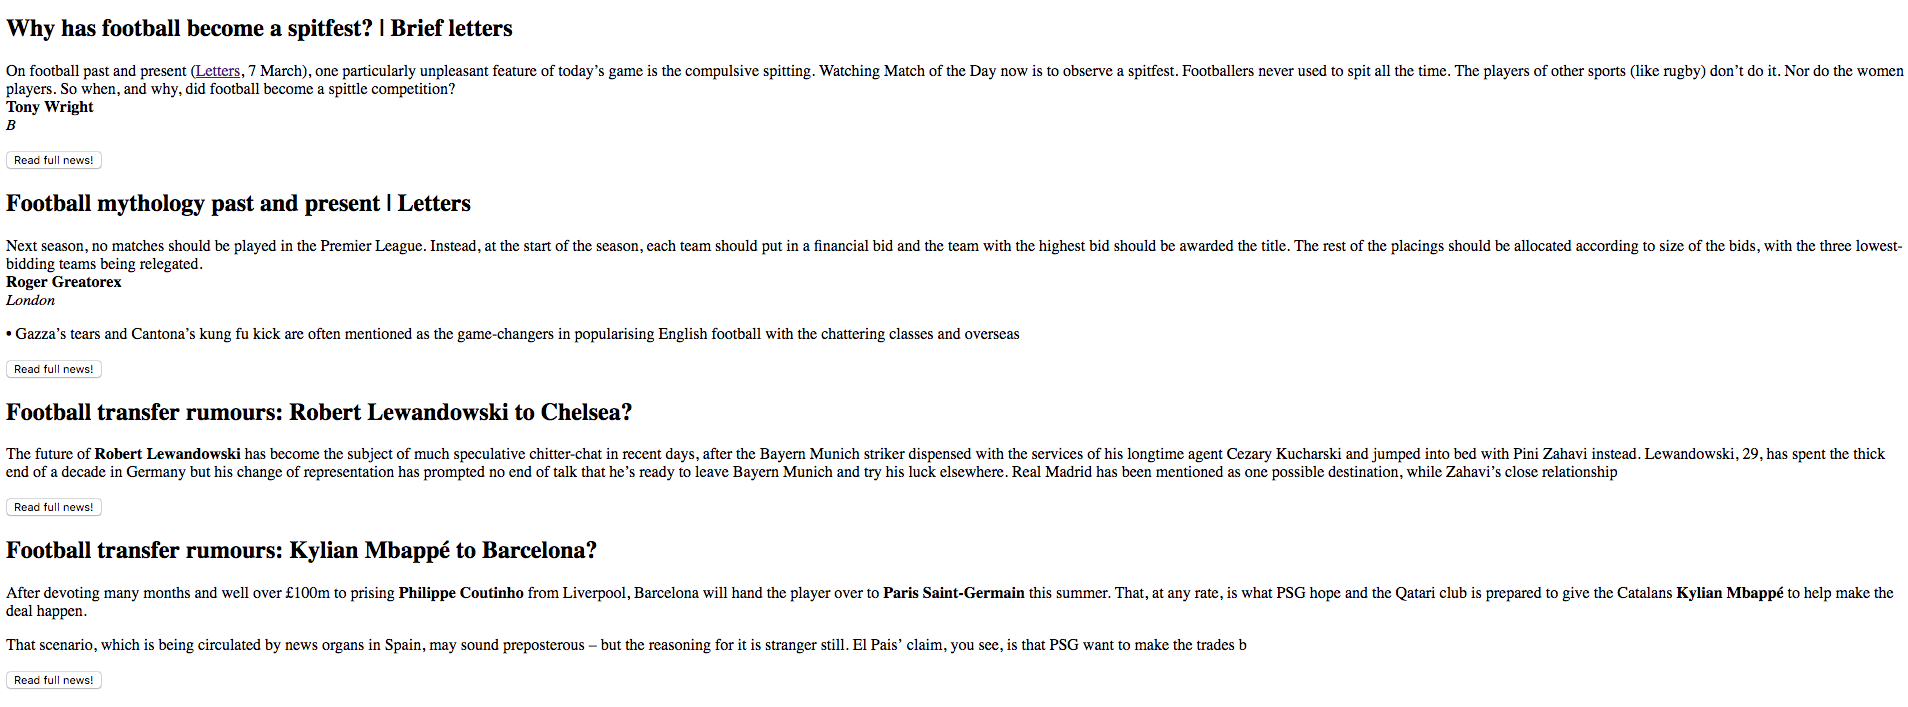 Why has football become a spitfest? | Brief letters
On football past and present (Letters, 7 March), one particularly unpleasant feature of today’s game is the compulsive spitting. Watching Match of the Day now is to observe a spitfest. Footballers never used to spit all the time. The players of other sports (like rugby) don’t do it. Nor do the women
players. So when, and why, did football become a spittle competition?
Tony Wright
B
Read full news!
Football mythology past and present | Letters
Next season, no matches should be played in the Premier League. Instead, at the start of the season, each team should put in a financial bid and the team with the highest bid should be awarded the title. The rest of the placings should be allocated according to size of the bids, with the three lowest-
bidding teams being relegated.
Roger Greatorex
London
• Gazza’s tears and Cantona’s kung fu kick are often mentioned as the game-changers in popularising English football with the chattering classes and overseas
Read full news!
Football transfer rumours: Robert Lewandowski to Chelsea?
The future of Robert Lewandowski has become the subject of much speculative chitter-chat in recent days, after the Bayern Munich striker dispensed with the services of his longtime agent Cezary Kucharski and jumped into bed with Pini Zahavi instead. Lewandowski, 29, has spent the thick
end of a decade in Germany but his change of representation has prompted no end of talk that he’s ready to leave Bayern Munich and try his luck elsewhere. Real Madrid has been mentioned as one possible destination, while Zahavi’s close relationship
Read full news!
Football transfer rumours: Kylian Mbappé to Barcelona?
After devoting many months and well over £100m to prising Philippe Coutinho from Liverpool, Barcelona will hand the player over to Paris Saint-Germain this summer. That, at any rate, is what PSG hope and the Qatari club is prepared to give the Catalans Kylian Mbappé to help make the
deal happen.
That scenario, which is being circulated by news organs in Spain, may sound preposterous – but the reasoning for it is stranger still. El Pais’ claim, you see, is that PSG want to make the trades b
Read full news!